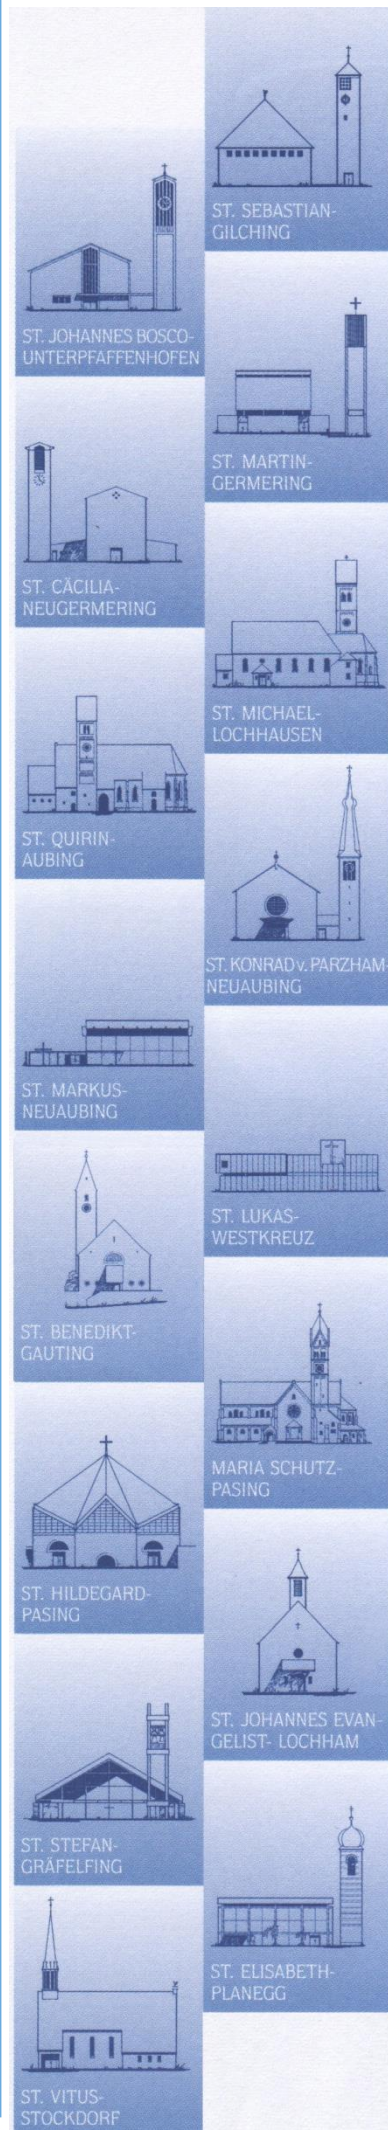 ST. SEBASTIAN-
GILCHING
ST. JOHANNES BOSCO-
UNTERPFAFFENHOFEN
ST. MARTIN-
GERMERING
ST. CÄCILIA-
NEUGERMERING
ST. MICHAEL-
LOCHHAUSEN
ST. QUIRIN-
AUBING
ST. KONRAD v. PARZHAM-
NEUAUBING
ST. MARKUS-
NEUAUBING
ST. LUKAS-
WESTKREUZ
ST. BENEDIKT-
GAUTING
MARIA SCHUTZ-
PASING
ST. HILDEGARD-
PASING
ST. JOHANNES EVAN-
GELIST- LOCHHAM
ST. STEFAN-
GRÄFELFING
ST. ELISABETH-
PLANEGG
ST. VITUS-
STOCKDORF